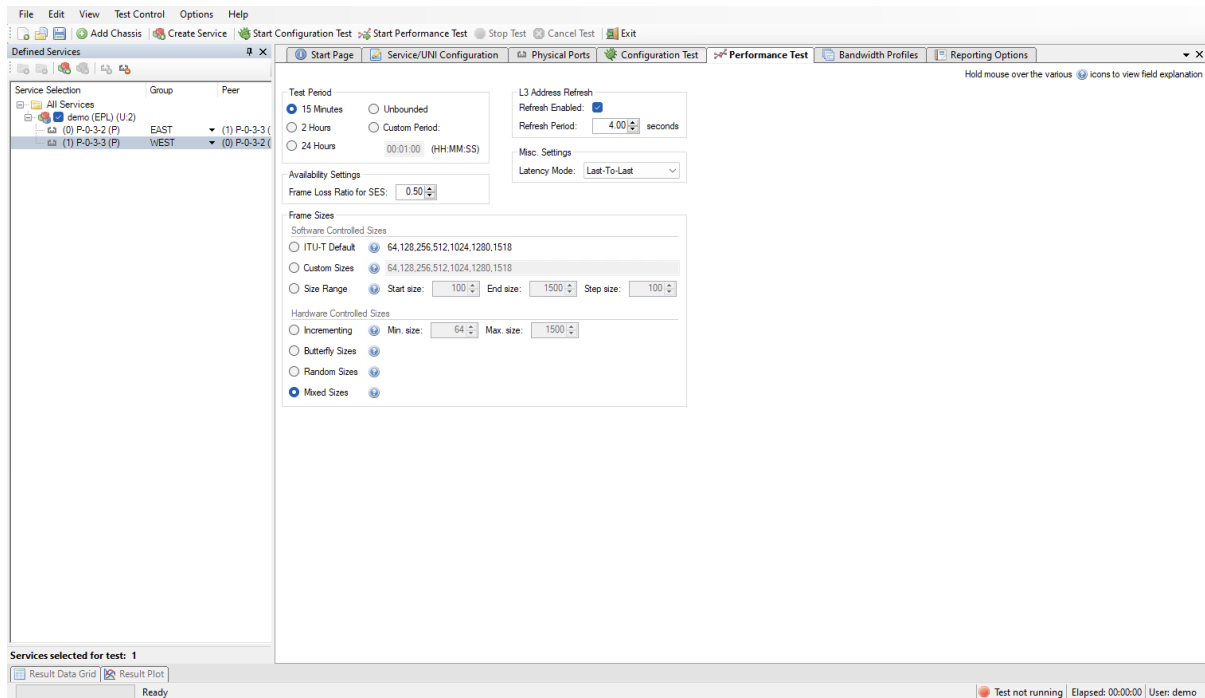 File Edit View Test Control Options Help
Add Chassis Create Service Start Configuration Test Start Performance Test Stop Test Cancel Test Exit
Defined Services
Start Page Service/UNI Configuration Physical Ports Configuration Test Performance Test Bandwidth Profiles Reporting Options
Hold mouse over the various icons to view field explanation
Service Selection Group Peer
All Services
demo (EPL) (U:2)
(0) P-0-3-2 (P) EAST (1) P-0-3-3 (
(1) P-0-3-3 (P) WEST (0) P-0-3-2 (
Test Period
15 Minutes Unbounded
2 Hours Custom Period:
24 Hours 00:01:00 (HH:MM:SS)
L3 Address Refresh
Refresh Enabled:
Refresh Period: 4.00 seconds
Misc. Settings
Latency Mode: Last-To-Last
Availability Settings
Frame Loss Ratio for SES: 0.50
Frame Sizes
Software Controlled Sizes
ITU-T Default 64,128,256,512,1024,1280,1518
Custom Sizes 64,128,256,512,1024,1280,1518
Size Range Start size: 100 End size: 1500 Step size: 100
Hardware Controlled Sizes
Incrementing Min. size: 64 Max. size: 1500
Butterfly Sizes
Random Sizes
Mixed Sizes
Services selected for test: 1
Result Data Grid Result Plot
Ready Test not running Elapsed: 00:00:00 User: demo